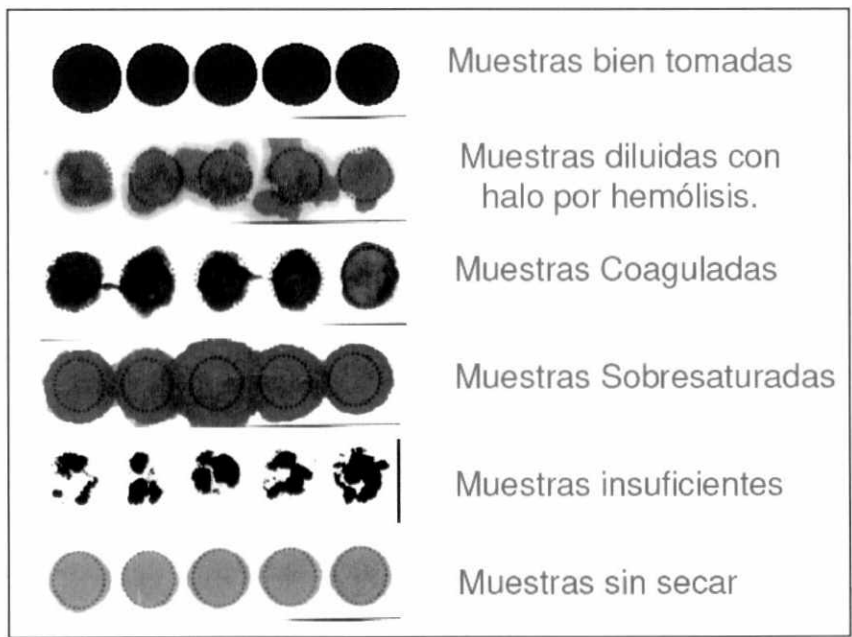 Muestras bien tomadas
Muestras diluidas con
halo por hemólisis.
Muestras Coaguladas
Muestras Sobresaturadas
Muestras insuficientes
Muestras sin secar